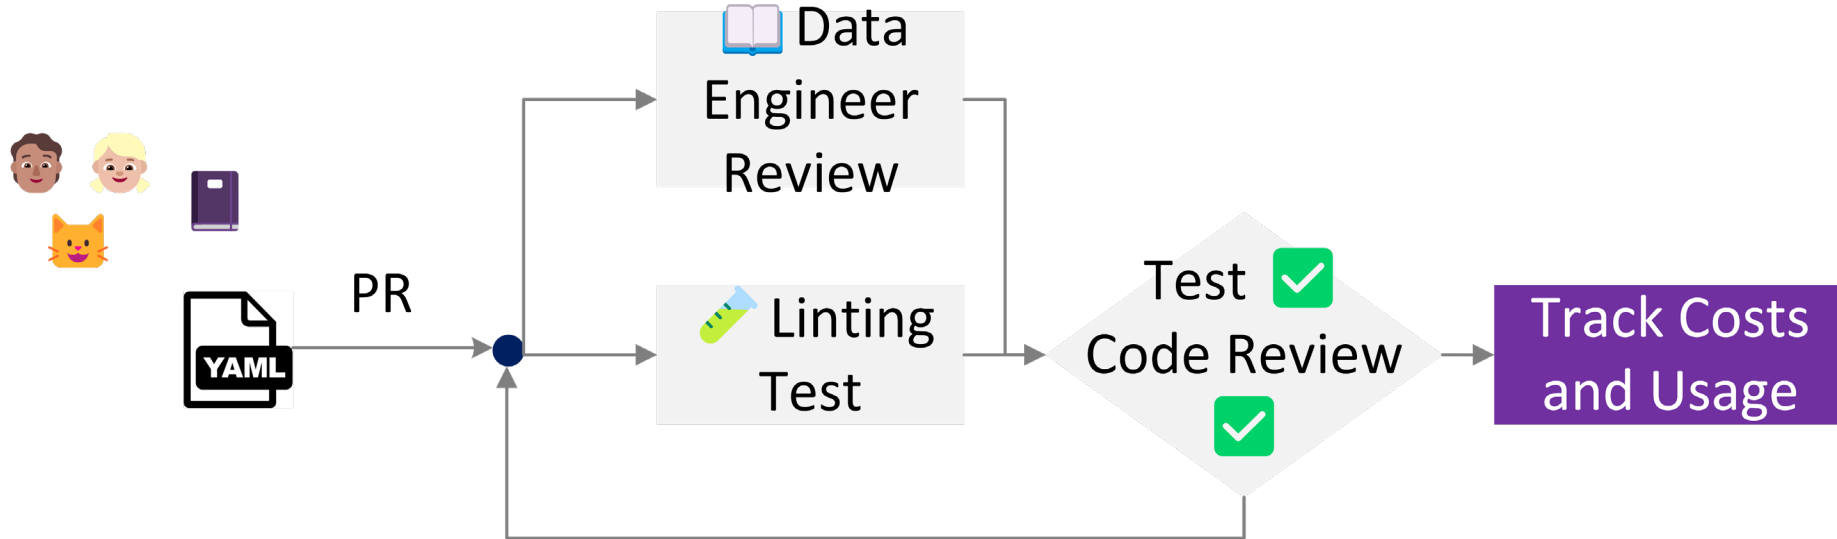 📖 Data
Engineer
Review
PR
YAML
🧪 Linting
Test
Test ✅
Code Review
✅
Track Costs
and Usage